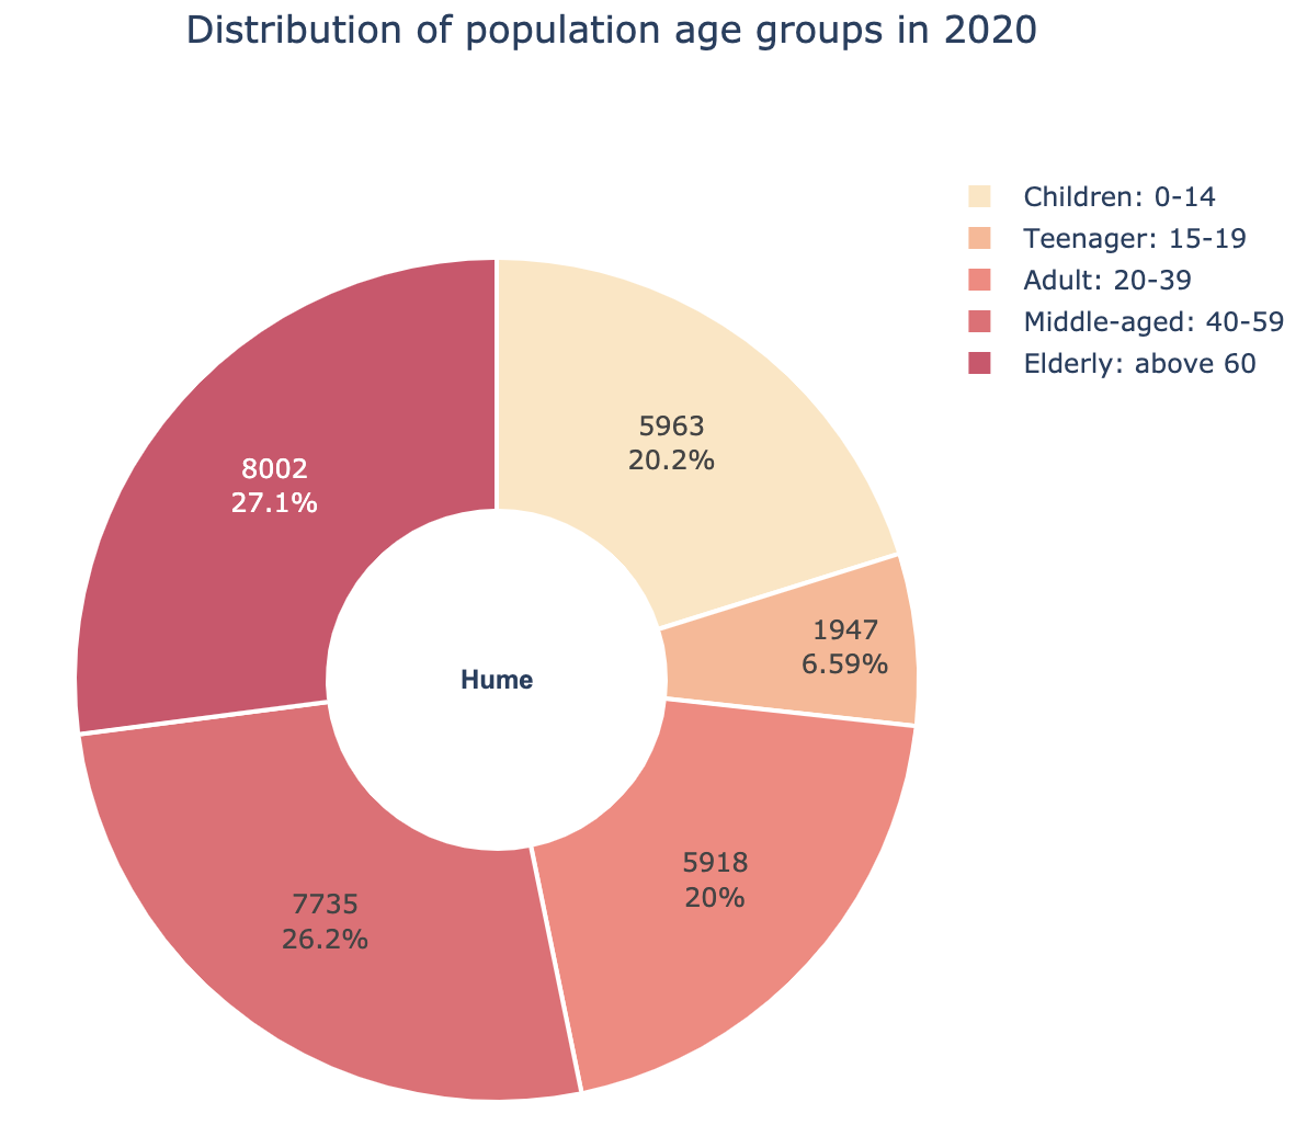 Distribution of population age groups in 2020
Children: 0-14
Teenager: 15-19
Adult: 20-39
Middle-aged: 40-59
Elderly: above 60
5963
20.2%
8002
27.1%
1947
6.59%
Hume
5918
20%
7735
26.2%